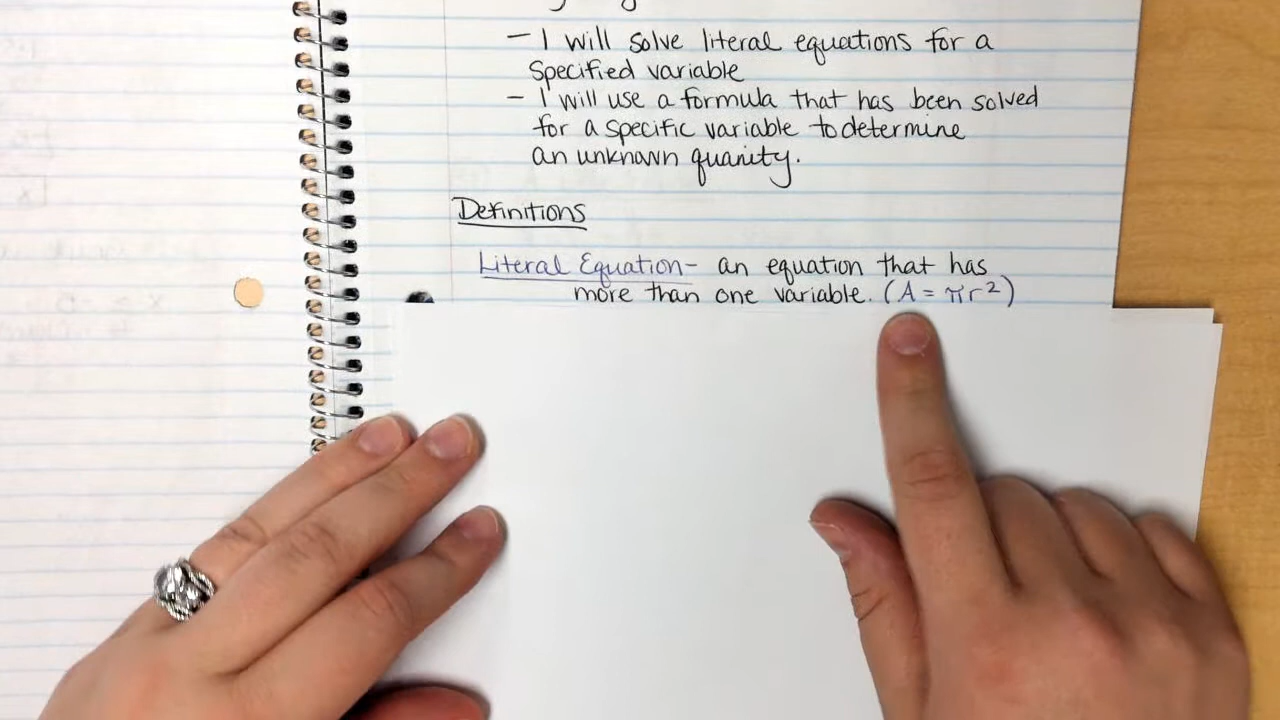 - I will solve literal equations for a
specified variable
- I will use a formula that has been solved
for a specific variable to determine
an unknown quanity.
Definitions
Literal Equation- an equation that has
more than one variable. (A = πr²)